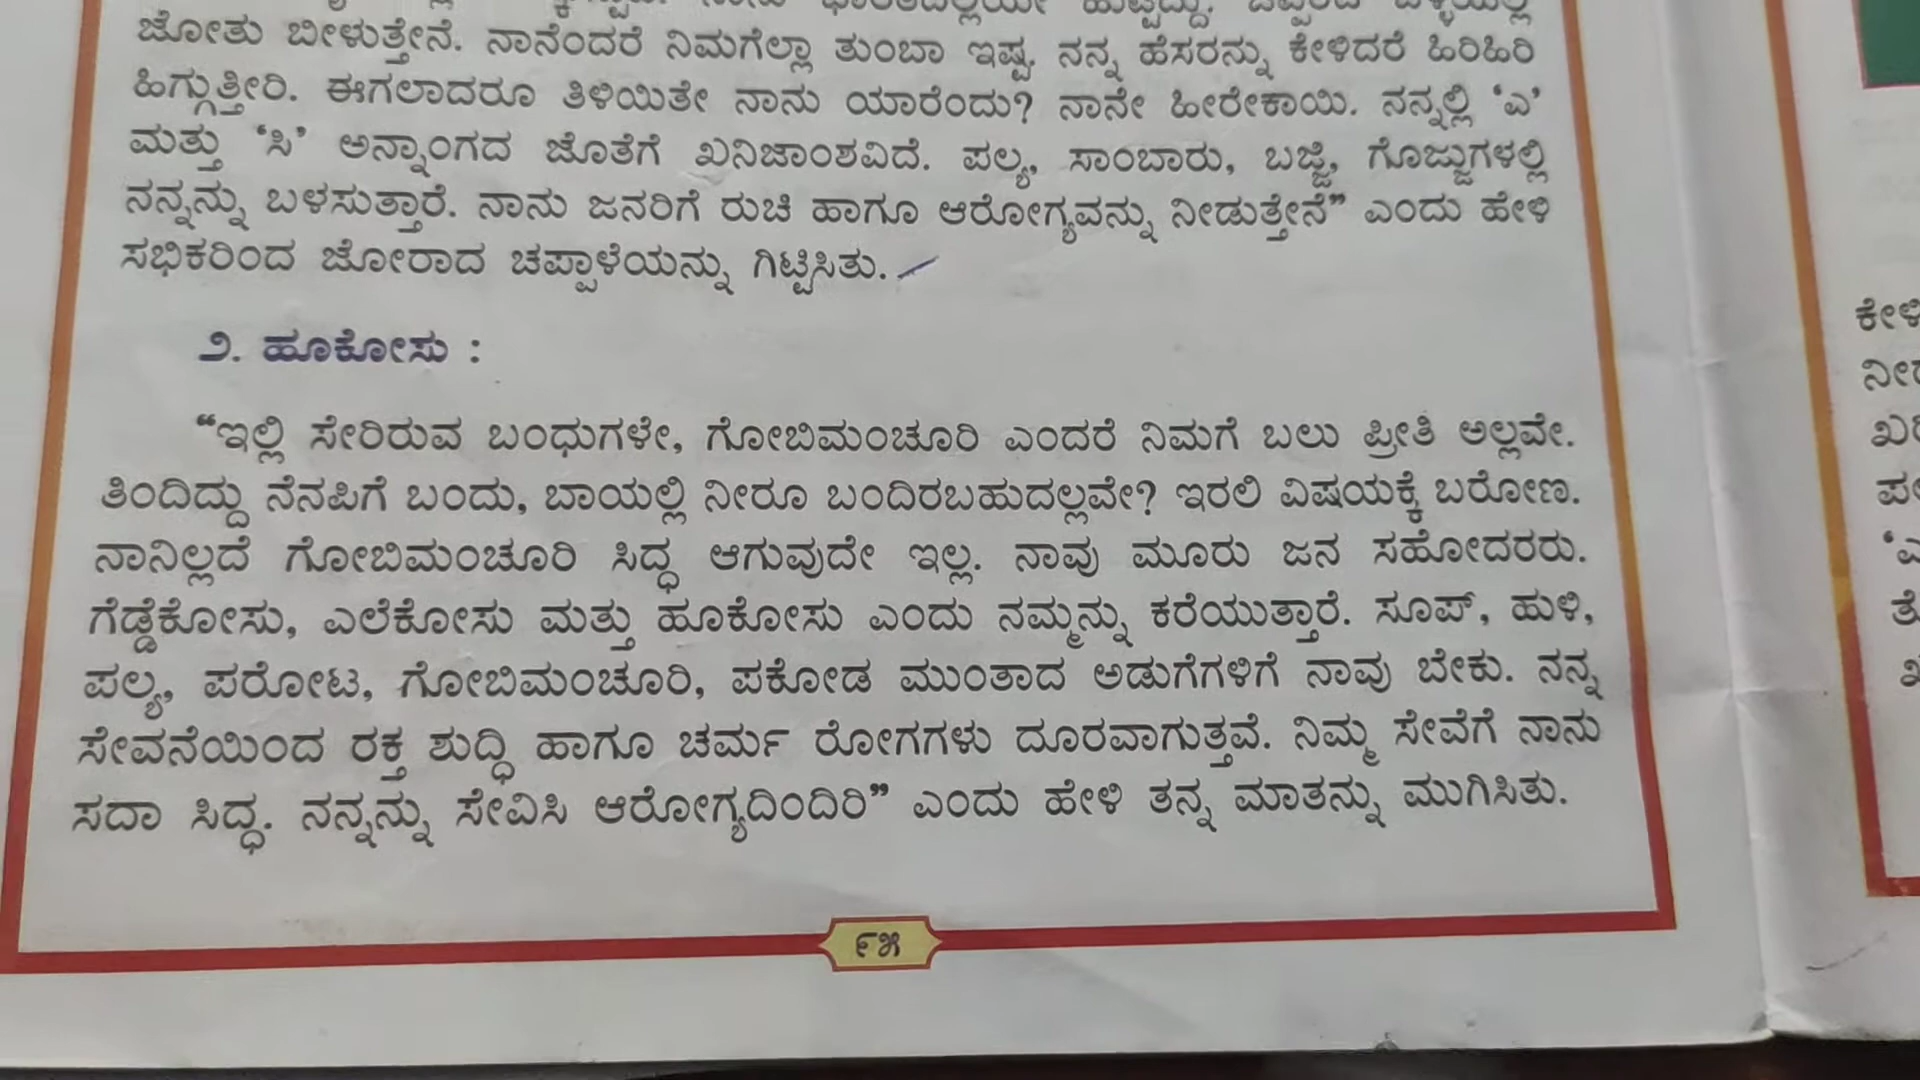 ಜೋತು ಬೀಳುತ್ತೇನೆ. ನಾನೆಂದರೆ ನಿಮಗೆಲ್ಲಾ ತುಂಬಾ ಇಷ್ಟ. ನನ್ನ ಹೆಸರನ್ನು ಕೇಳಿದರೆ ಹಿರಿಹಿರಿ
ಹಿಗ್ಗುತ್ತೀರಿ. ಈಗಲಾದರೂ ತಿಳಿಯಿತೇ ನಾನು ಯಾರೆಂದು? ನಾನೇ ಹೀರೇಕಾಯಿ. ನನ್ನಲ್ಲಿ ‘ಎ’
ಮತ್ತು ‘ಸಿ’ ಅನ್ನಾಂಗದ ಜೊತೆಗೆ ಖನಿಜಾಂಶವಿದೆ. ಪಲ್ಯ, ಸಾಂಬಾರು, ಬಜ್ಜಿ, ಗೊಜ್ಜುಗಳಲ್ಲಿ
ನನ್ನನ್ನು ಬಳಸುತ್ತಾರೆ. ನಾನು ಜನರಿಗೆ ರುಚಿ ಹಾಗೂ ಆರೋಗ್ಯವನ್ನು ನೀಡುತ್ತೇನೆ” ಎಂದು ಹೇಳಿ
ಸಭಿಕರಿಂದ ಜೋರಾದ ಚಪ್ಪಾಳೆಯನ್ನು ಗಿಟ್ಟಿಸಿತು.
೨. ಹೂಕೋಸು :
“ಇಲ್ಲಿ ಸೇರಿರುವ ಬಂಧುಗಳೇ, ಗೋಬಿಮಂಚೂರಿ ಎಂದರೆ ನಿಮಗೆ ಬಲು ಪ್ರೀತಿ ಅಲ್ಲವೇ.
ತಿಂದಿದ್ದು ನೆನಪಿಗೆ ಬಂದು, ಬಾಯಲ್ಲಿ ನೀರೂ ಬಂದಿರಬಹುದಲ್ಲವೇ? ಇರಲಿ ವಿಷಯಕ್ಕೆ ಬರೋಣ.
ನಾನಿಲ್ಲದೆ ಗೋಬಿಮಂಚೂರಿ ಸಿದ್ಧ ಆಗುವುದೇ ಇಲ್ಲ. ನಾವು ಮೂರು ಜನ ಸಹೋದರರು.
ಗೆಡ್ಡೆಕೋಸು, ಎಲೆಕೋಸು ಮತ್ತು ಹೂಕೋಸು ಎಂದು ನಮ್ಮನ್ನು ಕರೆಯುತ್ತಾರೆ. ಸೂಪ್, ಹುಳಿ,
ಪಲ್ಯ, ಪರೋಟ, ಗೋಬಿಮಂಚೂರಿ, ಪಕೋಡ ಮುಂತಾದ ಅಡುಗೆಗಳಿಗೆ ನಾವು ಬೇಕು. ನನ್ನ
ಸೇವನೆಯಿಂದ ರಕ್ತ ಶುದ್ಧಿ ಹಾಗೂ ಚರ್ಮ ರೋಗಗಳು ದೂರವಾಗುತ್ತವೆ. ನಿಮ್ಮ ಸೇವೆಗೆ ನಾನು
ಸದಾ ಸಿದ್ಧ. ನನ್ನನ್ನು ಸೇವಿಸಿ ಆರೋಗ್ಯದಿಂದಿರಿ” ಎಂದು ಹೇಳಿ ತನ್ನ ಮಾತನ್ನು ಮುಗಿಸಿತು.
೯೫